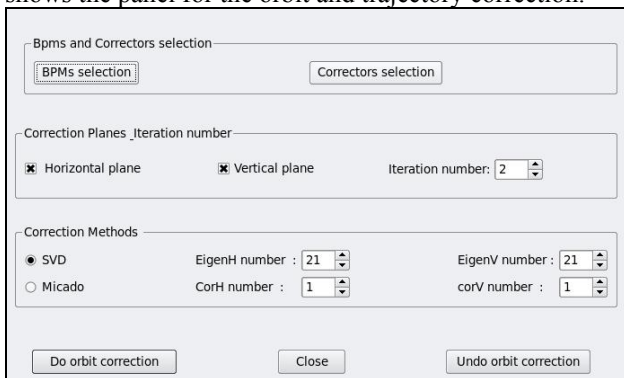 shows the panel for the orbit and trajectory correction.
Bpms and Correctors selection
BPMs selection Correctors selection
Correction Planes _Iteration number
Horizontal plane Vertical plane Iteration number: 2
Correction Methods
SVD EigenH number : 21 EigenV number : 21
Micado CorH number : 1 corV number : 1
Do orbit correction Close Undo orbit correction